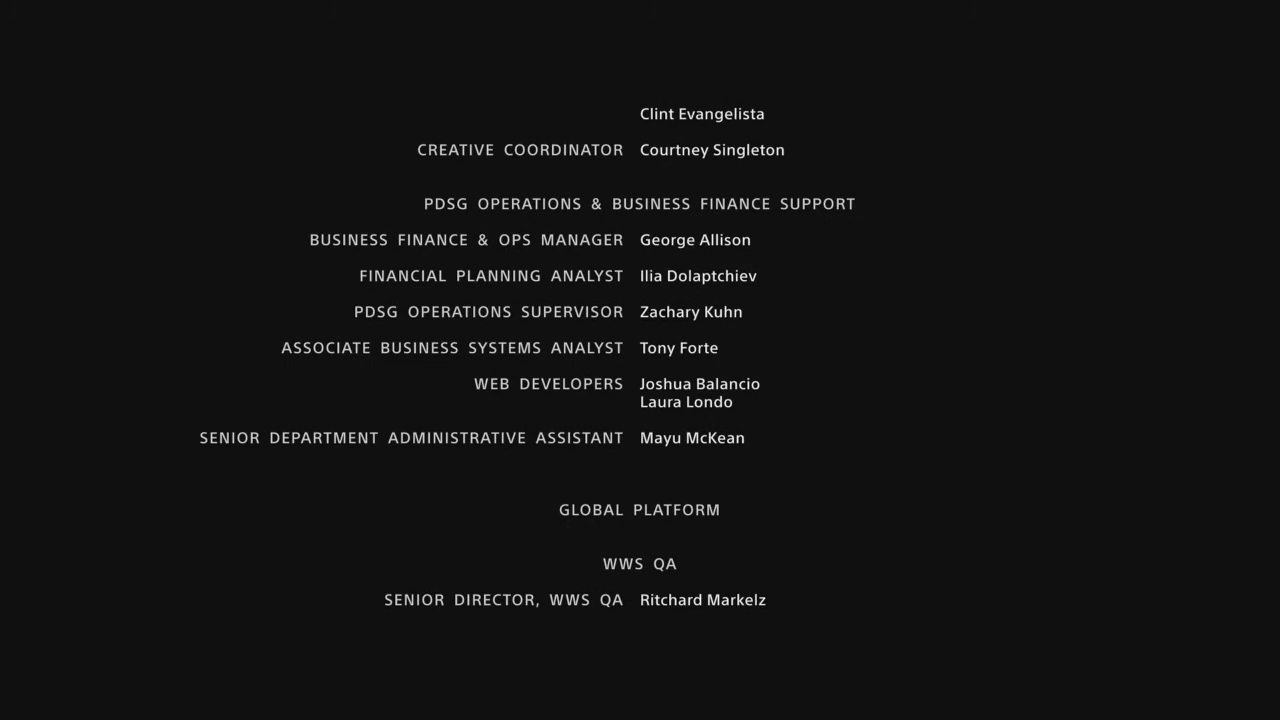 Clint Evangelista
CREATIVE COORDINATOR Courtney Singleton
PDSG OPERATIONS & BUSINESS FINANCE SUPPORT
BUSINESS FINANCE & OPS MANAGER George Allison
FINANCIAL PLANNING ANALYST Ilia Dolaptchiev
PDSG OPERATIONS SUPERVISOR Zachary Kuhn
ASSOCIATE BUSINESS SYSTEMS ANALYST Tony Forte
WEB DEVELOPERS Joshua Balancio
Laura Londo
SENIOR DEPARTMENT ADMINISTRATIVE ASSISTANT Mayu McKean
GLOBAL PLATFORM
WWS QA
SENIOR DIRECTOR, WWS QA Ritchard Markelz